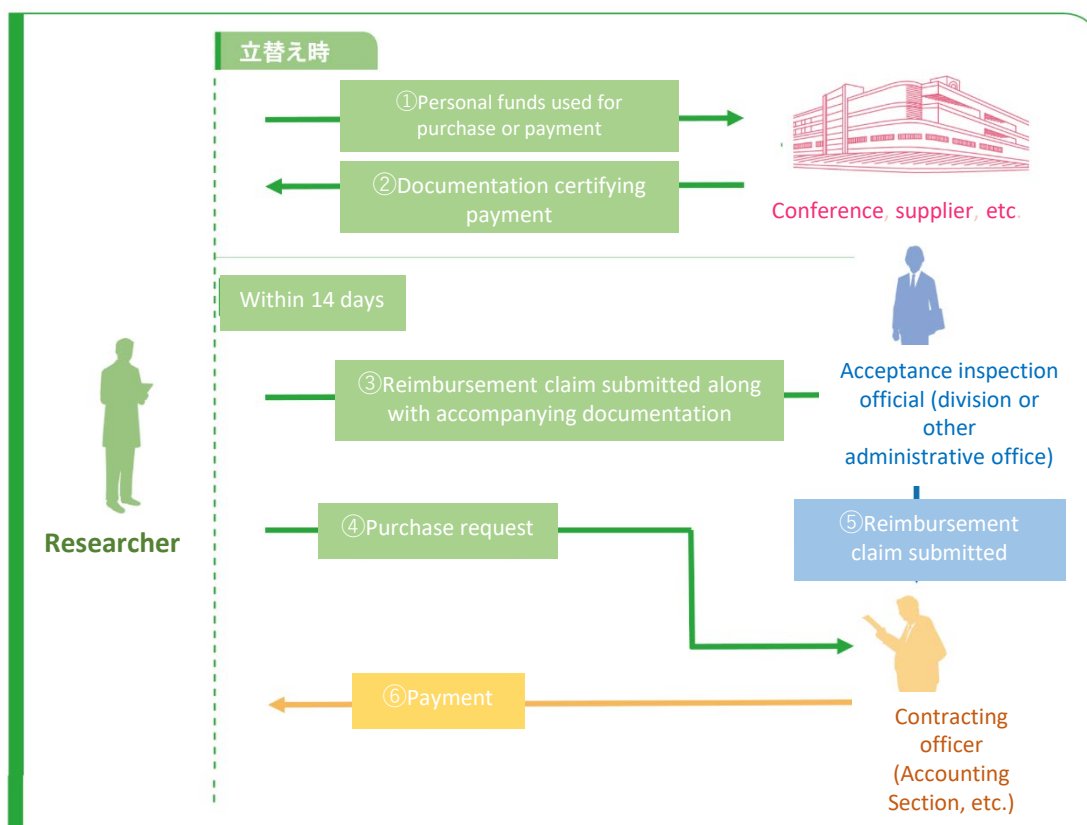 立替え時
①Personal funds used for
purchase or payment
②Documentation certifying
payment
Conference, supplier, etc.
Within 14 days
③Reimbursement claim submitted along
with accompanying documentation
Acceptance inspection
official (division or
other
administrative office)
Researcher
④Purchase request
⑤Reimbursement
claim submitted
⑥Payment
Contracting
officer
(Accounting
Section, etc.)